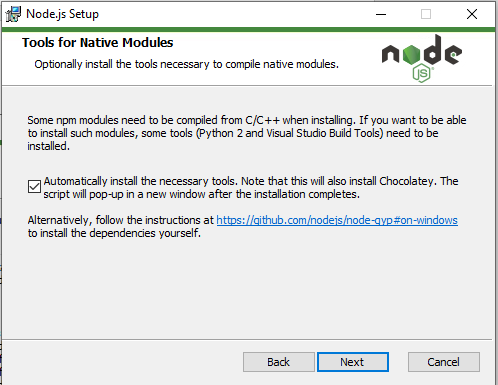 Node.js Setup
Tools for Native Modules
Optionally install the tools necessary to compile native modules.
node
JS
Some npm modules need to be compiled from C/C++ when installing. If you want to be able
to install such modules, some tools (Python 2 and Visual Studio Build Tools) need to be
installed.
Automatically install the necessary tools. Note that this will also install Chocolatey. The
script will pop-up in a new window after the installation completes.
Alternatively, follow the instructions at https://github.com/nodejs/node-gyp#on-windows
to install the dependencies yourself.
Back
Next
Cancel